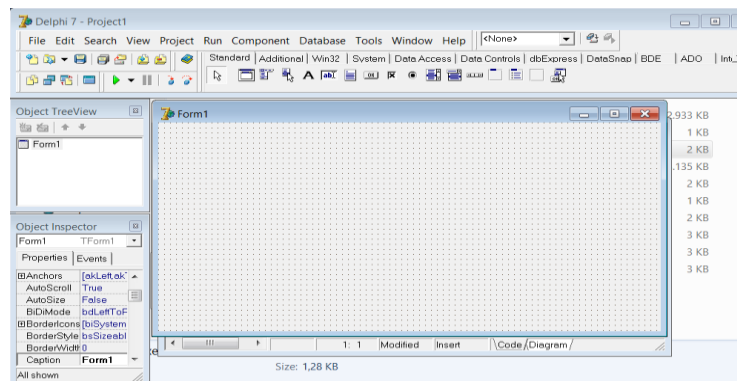 Delphi 7 - Project1
File Edit Search View Project Run Component Database Tools Window Help <None>
Standard Additional Win32 System Data Access Data Controls dbExpress DataSnap BDE ADO
Object TreeView
Form1
Form1
2.933 KB
1 KB
2 KB
.135 KB
2 KB
1 KB
2 KB
3 KB
3 KB
3 KB
Object Inspector
Form1 TForm1
Properties Events
Anchors [akLeft,ak
AutoScroll True
AutoSize False
BiDiMode bdLeftToF
BorderIcons [biSystem
BorderStyle bsSizeabl
BorderWidth 0
Caption Form1
All shown
1: 1 Modified Insert Code Diagram
Size: 1,28 KB